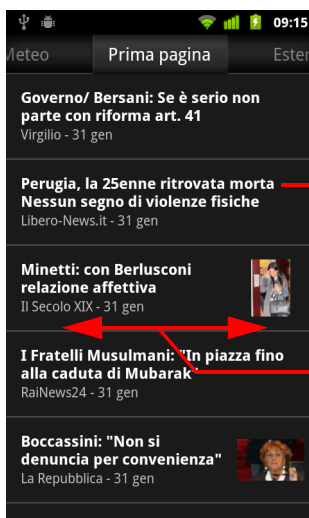 09:15
Meteo
Prima pagina
Ester
Governo/ Bersani: Se è serio non
parte con riforma art. 41
Virgilio - 31 gen
Perugia, la 25enne ritrovata morta
Nessun segno di violenze fisiche
Libero-News.it - 31 gen
Minetti: con Berlusconi
relazione affettiva
Il Secolo XIX - 31 gen
I Fratelli Musulmani: "In piazza fino
alla caduta di Mubarak"
RaiNews24 - 31 gen
Boccassini: "Non si
denuncia per convenienza"
La Repubblica - 31 gen